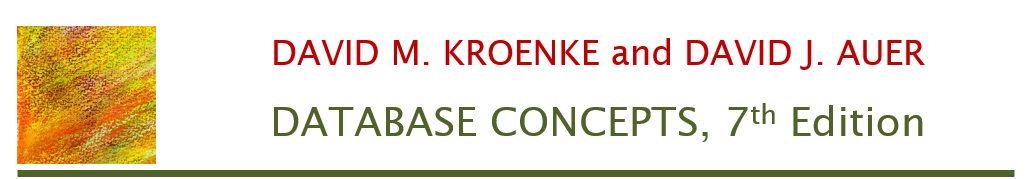 DAVID M. KROENKE and DAVID J. AUER
DATABASE CONCEPTS, 7th Edition